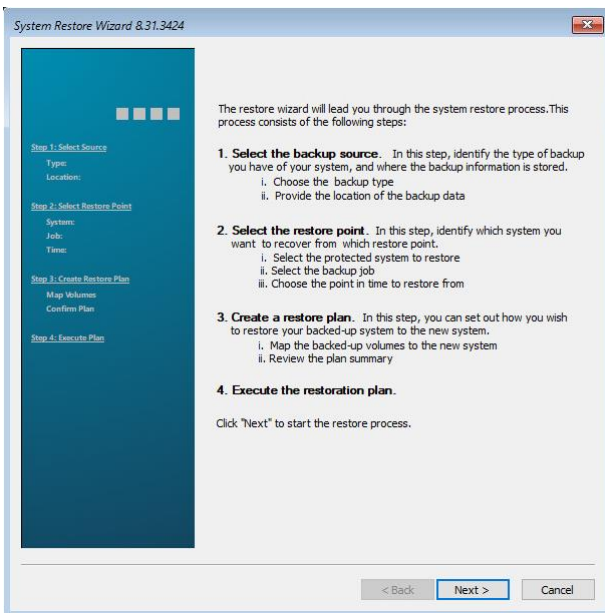 System Restore Wizard 8.31.3424
Step 1: Select Source
Type:
Location:
Step 2: Select Restore Point
System:
Job:
Time:
Step 3: Create Restore Plan
Map Volumes
Confirm Plan
Step 4: Execute Plan
The restore wizard will lead you through the system restore process.This
process consists of the following steps:
1. Select the backup source. In this step, identify the type of backup
you have of your system, and where the backup information is stored.
i. Choose the backup type
ii. Provide the location of the backup data
2. Select the restore point. In this step, identify which system you
want to recover from which restore point.
i. Select the protected system to restore
ii. Select the backup job
iii. Choose the point in time to restore from
3. Create a restore plan. In this step, you can set out how you wish
to restore your backed-up system to the new system.
i. Map the backed-up volumes to the new system
ii. Review the plan summary
4. Execute the restoration plan.
Click "Next" to start the restore process.
< Back Next > Cancel